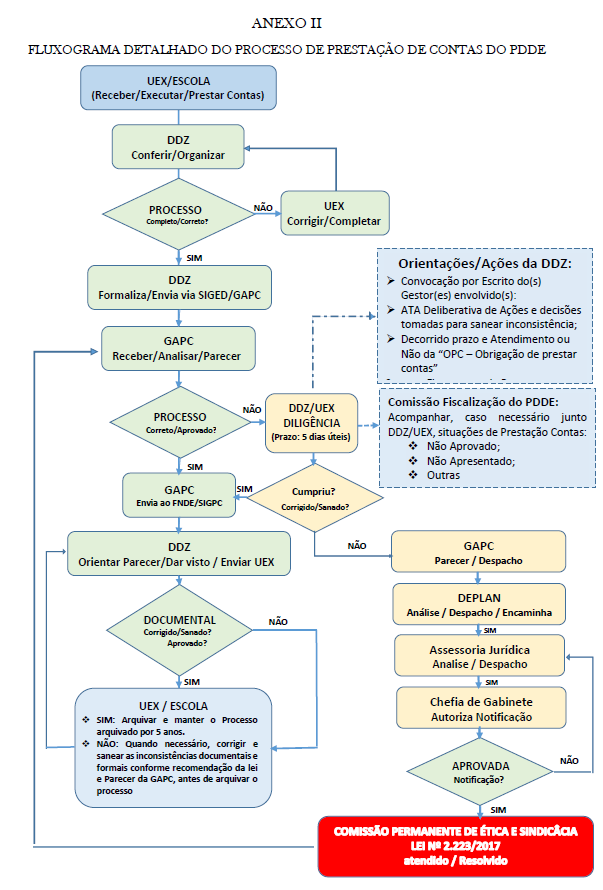 ANEXO II
FLUXOGRAMA DETALHADO DO PROCESSO DE PRESTAÇÃO DE CONTAS DO PDDE
UEX/ESCOLA
(Receber/Executar/Prestar Contas)
DDZ
Conferir/Organizar
PROCESSO
Completo/Correto?
NÃO
UEX
Corrigir/Completar
SIM
DDZ
Formaliza/Envia via SIGED/GAPC
Orientações/Ações da DDZ:
Convocação por Escrito do(s)
Gestor(es) envolvido(s):
ATA Deliberativa de Ações e decisões
tomadas para sanear inconsistência;
Decorrido prazo e Atendimento ou
Não da “OPC – Obrigação de prestar
contas”
GAPC
Receber/Analisar/Parecer
PROCESSO
Correto/Aprovado?
NÃO
DDZ/UEX
DILIGÊNCIA
(Prazo: 5 dias úteis)
Comissão Fiscalização do PDDE:
Acompanhar, caso necessário junto
DDZ/UEX, situações de Prestação Contas:
Não Aprovado;
Não Apresentado;
Outras
SIM
GAPC
Envia ao FNDE/SIGPC
SIM
Cumpriu?
Corrigido/Sanado?
NÃO
DDZ
Orientar Parecer/Dar visto / Enviar UEX
GAPC
Parecer / Despacho
DEPLAN
Análise / Despacho / Encaminha
SIM
DOCUMENTAL
Corrigido/Sanado?
Aprovado?
NÃO
SIM
Assessoria Jurídica
Analise / Despacho
SIM
Chefia de Gabinete
Autoriza Notificação
UEX / ESCOLA
SIM: Arquivar e manter o Processo
arquivado por 5 anos.
NÃO: Quando necessário, corrigir e
sanear as inconsistências documentais e
formais conforme recomendação da lei
e Parecer da GAPC, antes de arquivar o
processo
APROVADA
Notificação?
NÃO
SIM
COMISSÃO PERMANENTE DE ÉTICA E SINDICÂCIA
LEI Nº 2.223/2017
atendido / Resolvido